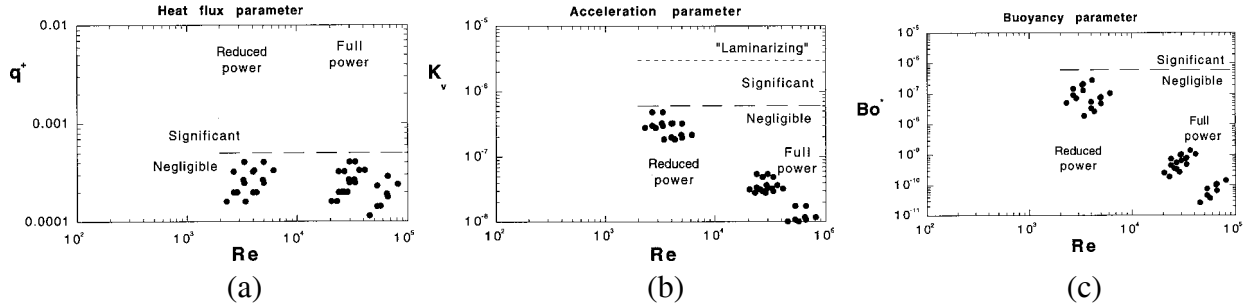 Heat flux parameter
0.01
Reduced power
Full power
q⁺
0.001
Significant
Negligible
0.0001
10² 10³ 10⁴ 10⁵
Re
(a)
Acceleration parameter
10⁻⁵
"Laminarizing"
K_v
10⁻⁶
Significant
Negligible
10⁻⁷
Reduced power
Full power
10⁻⁸
10² 10³ 10⁴ 10⁵
Re
(b)
Buoyancy parameter
10⁻⁵
10⁻⁶
Significant
Negligible
10⁻⁷
Bo*
10⁻⁸
Full power
10⁻⁹
Reduced power
10⁻¹⁰
10⁻¹¹
10² 10³ 10⁴ 10⁵
Re
(c)